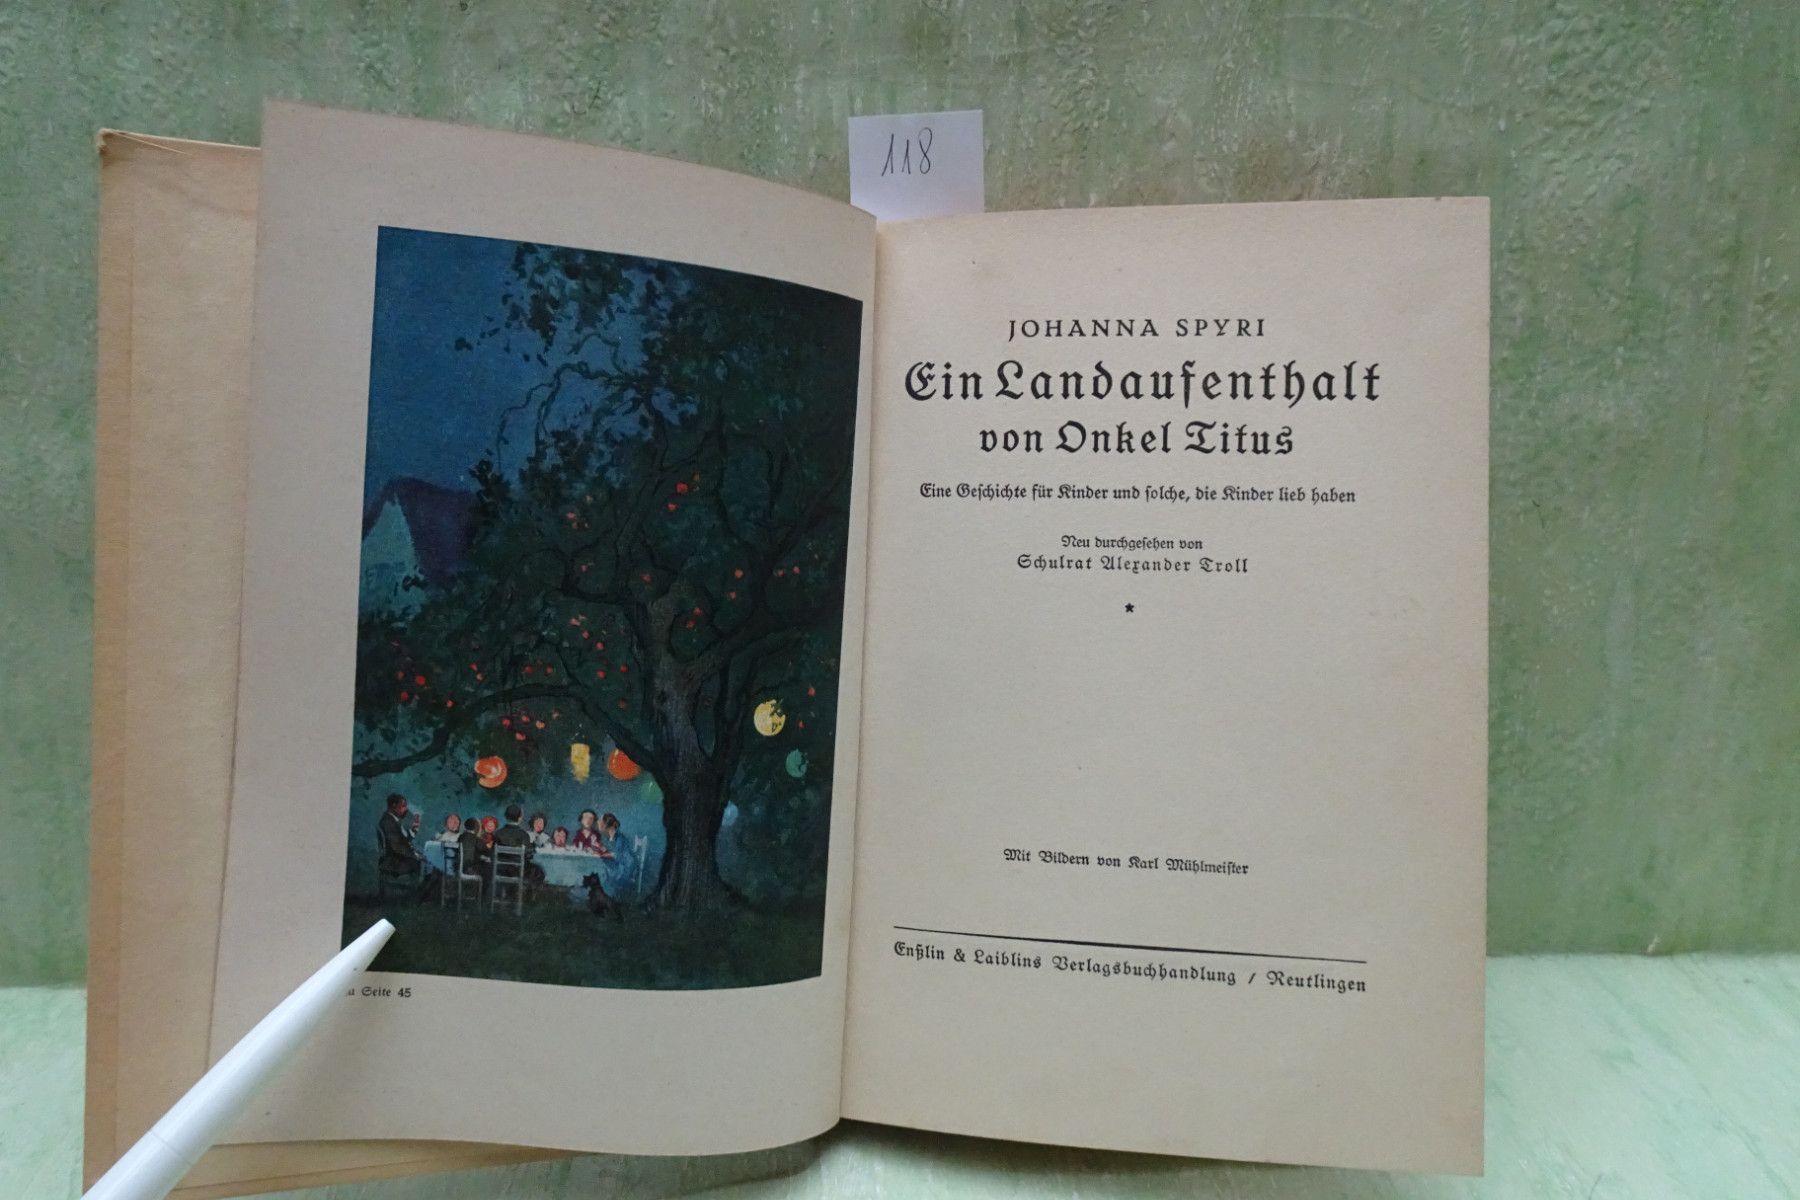 118
JOHANNA SPYRI
Ein Landaufenthalt
von Onkel Titus
Eine Geschichte für Kinder und solche, die Kinder lieb haben
Neu durchgesehen von
Schulrat Alexander Troll
*
Mit Bildern von Karl Mühlmeister
Enßlin & Laiblins Verlagsbuchhandlung / Reutlingen
Seite 45